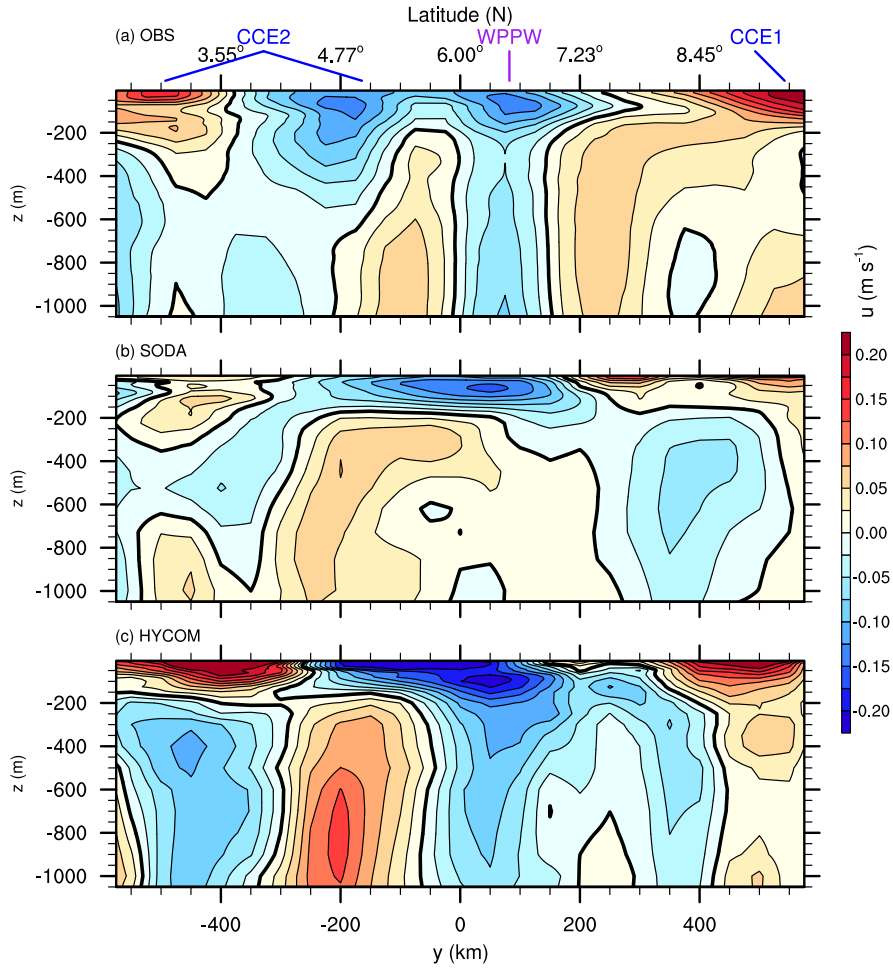 Latitude (N)
(a) OBS CCE2 WPPW CCE1
3.55° 4.77° 6.00° 7.23° 8.45°
-200
-400
-600
-800
-1000
z (m)
(b) SODA
-200
-400
-600
-800
-1000
z (m)
(c) HYCOM
-200
-400
-600
-800
-1000
z (m)
-400 -200 0 200 400
y (km)
u (m s⁻¹)
0.20
0.15
0.10
0.05
0.00
-0.05
-0.10
-0.15
-0.20